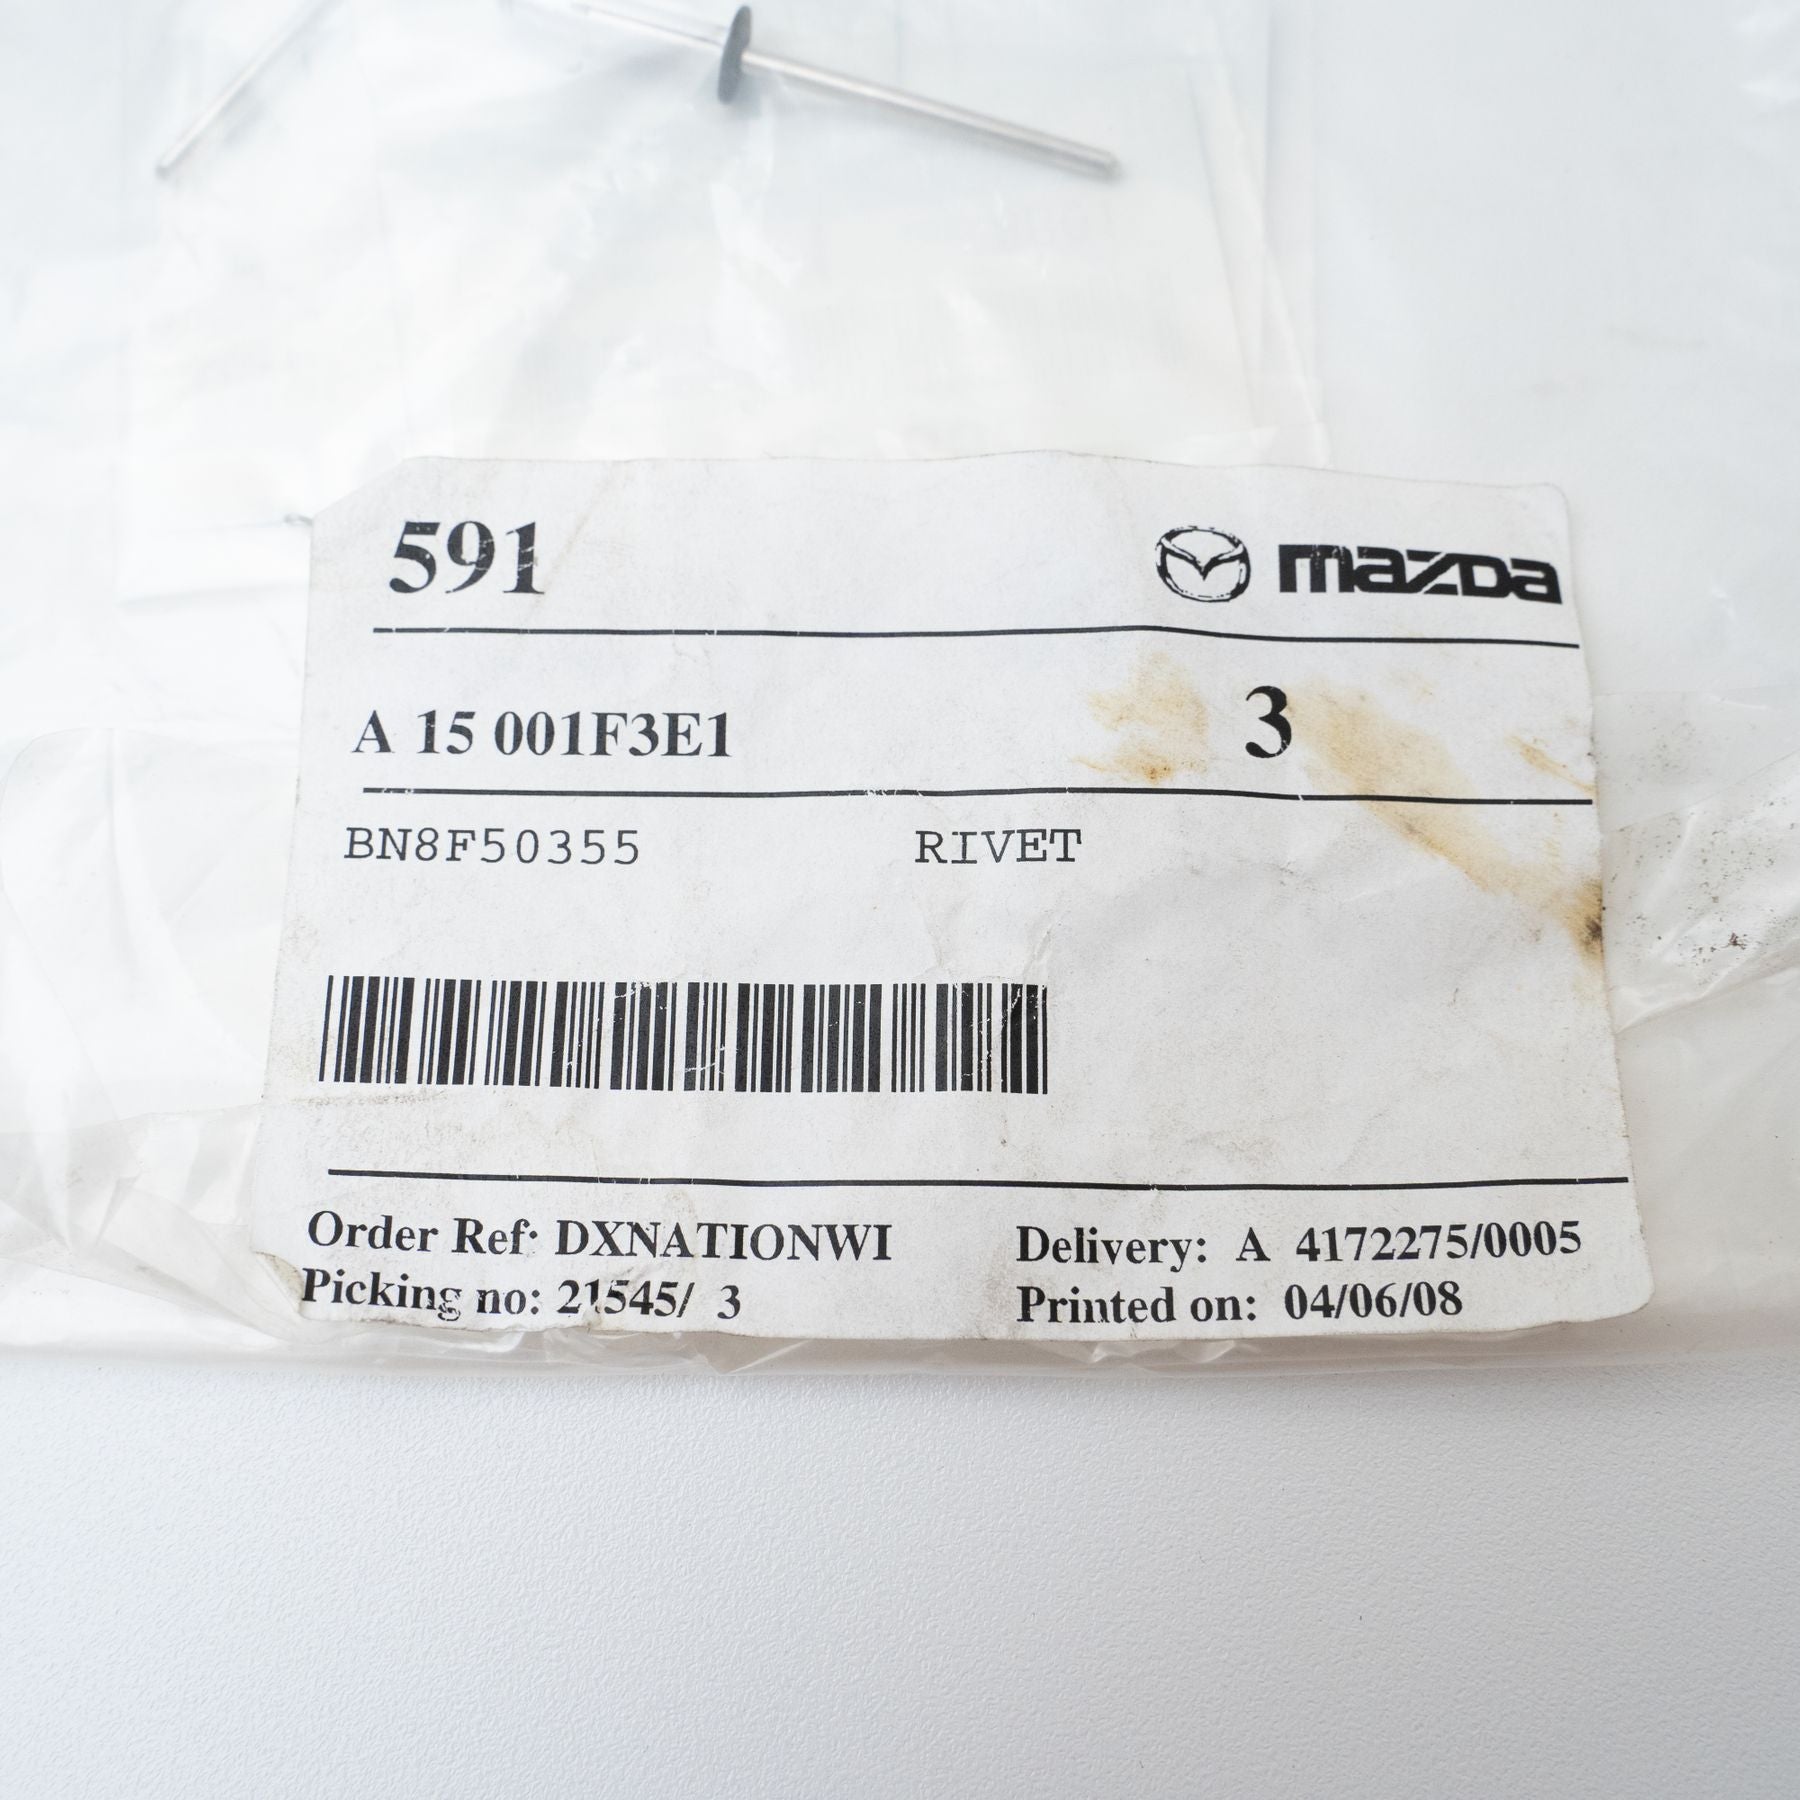 591 mazda
A 15 001F3E1 3
BN8F50355 RIVET
Order Ref: DXNATIONWI Delivery: A 4172275/0005
Picking no: 21545/ 3 Printed on: 04/06/08